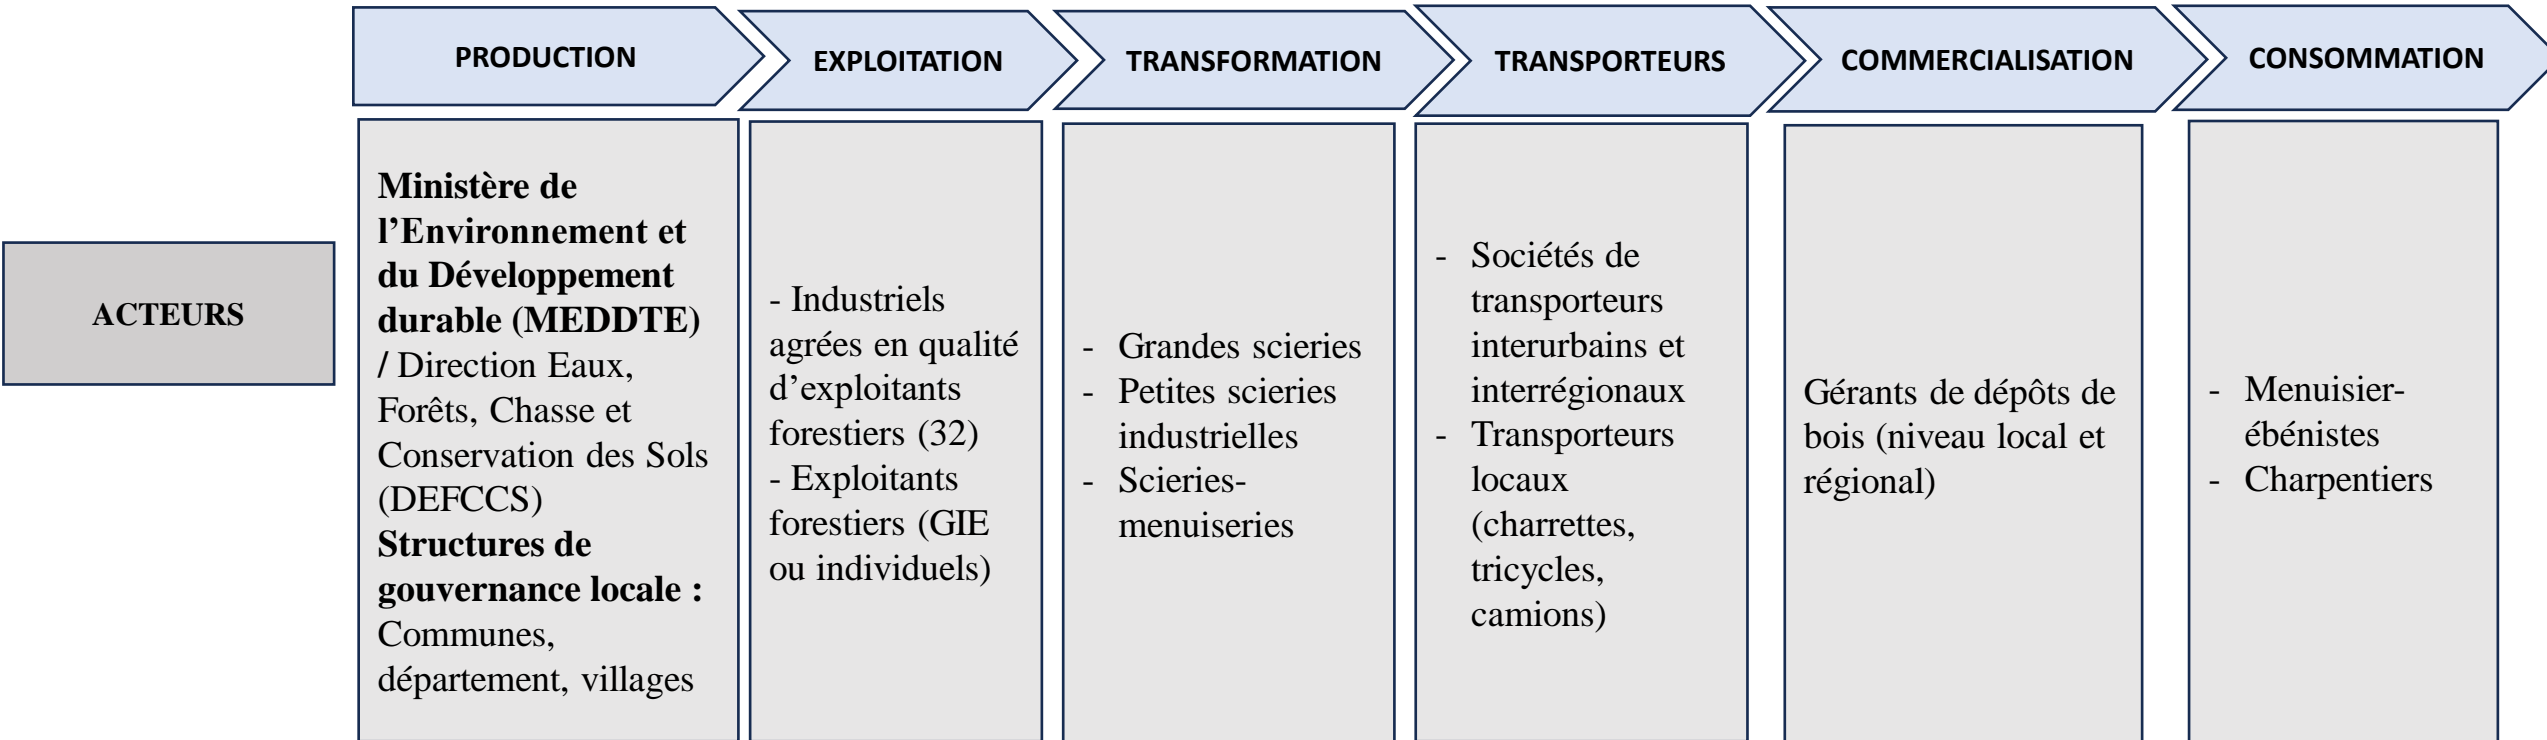 PRODUCTION
EXPLOITATION
TRANSFORMATION
TRANSPORTEURS
COMMERCIALISATION
CONSOMMATION
ACTEURS
Ministère de
l’Environnement et
du Développement
durable (MEDDTE)
/ Direction Eaux,
Forêts, Chasse et
Conservation des Sols
(DEFCCS)
Structures de
gouvernance locale :
Communes,
département, villages
- Industriels
agrées en qualité
d’exploitants
forestiers (32)
- Exploitants
forestiers (GIE
ou individuels)
- Grandes scieries
- Petites scieries
industrielles
- Scieries-
menuiseries
- Sociétés de
transporteurs
interurbains et
interrégionaux
- Transporteurs
locaux
(charrettes,
tricycles,
camions)
Gérants de dépôts de
bois (niveau local et
régional)
- Menuisier-
ébénistes
- Charpentiers